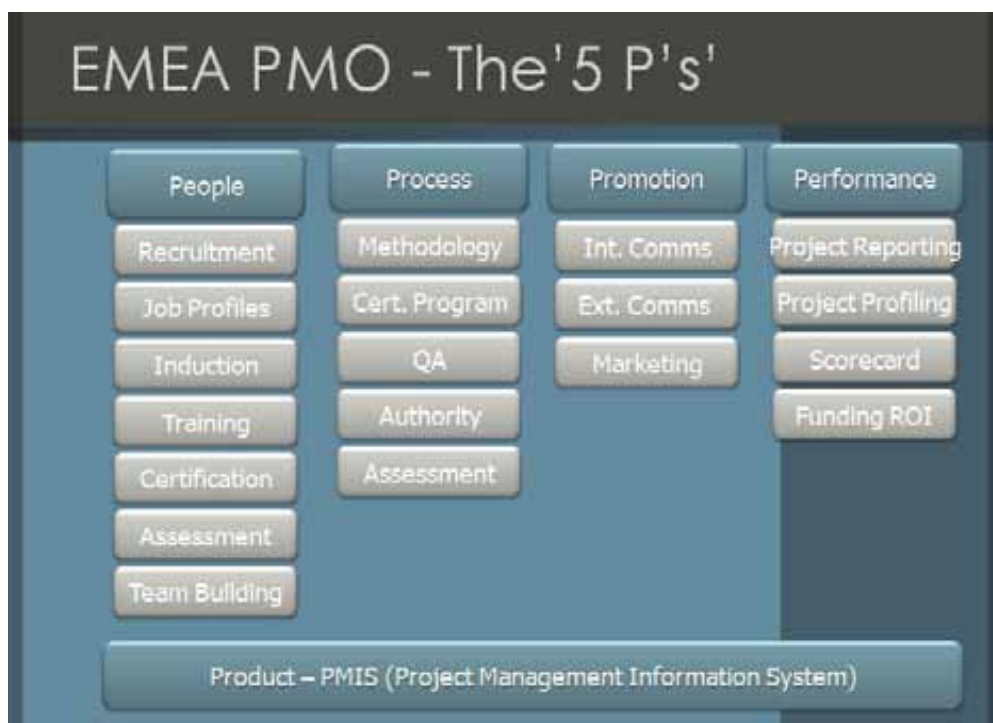 EMEA PMO - The'5 P's'
People
Recruitment
Job Profiles
Induction
Training
Certification
Assessment
Team Building
Process
Methodology
Cert. Program
QA
Authority
Assessment
Promotion
Int. Comms
Ext. Comms
Marketing
Performance
Project Reporting
Project Profiling
Scorecard
Funding ROI
Product – PMIS (Project Management Information System)